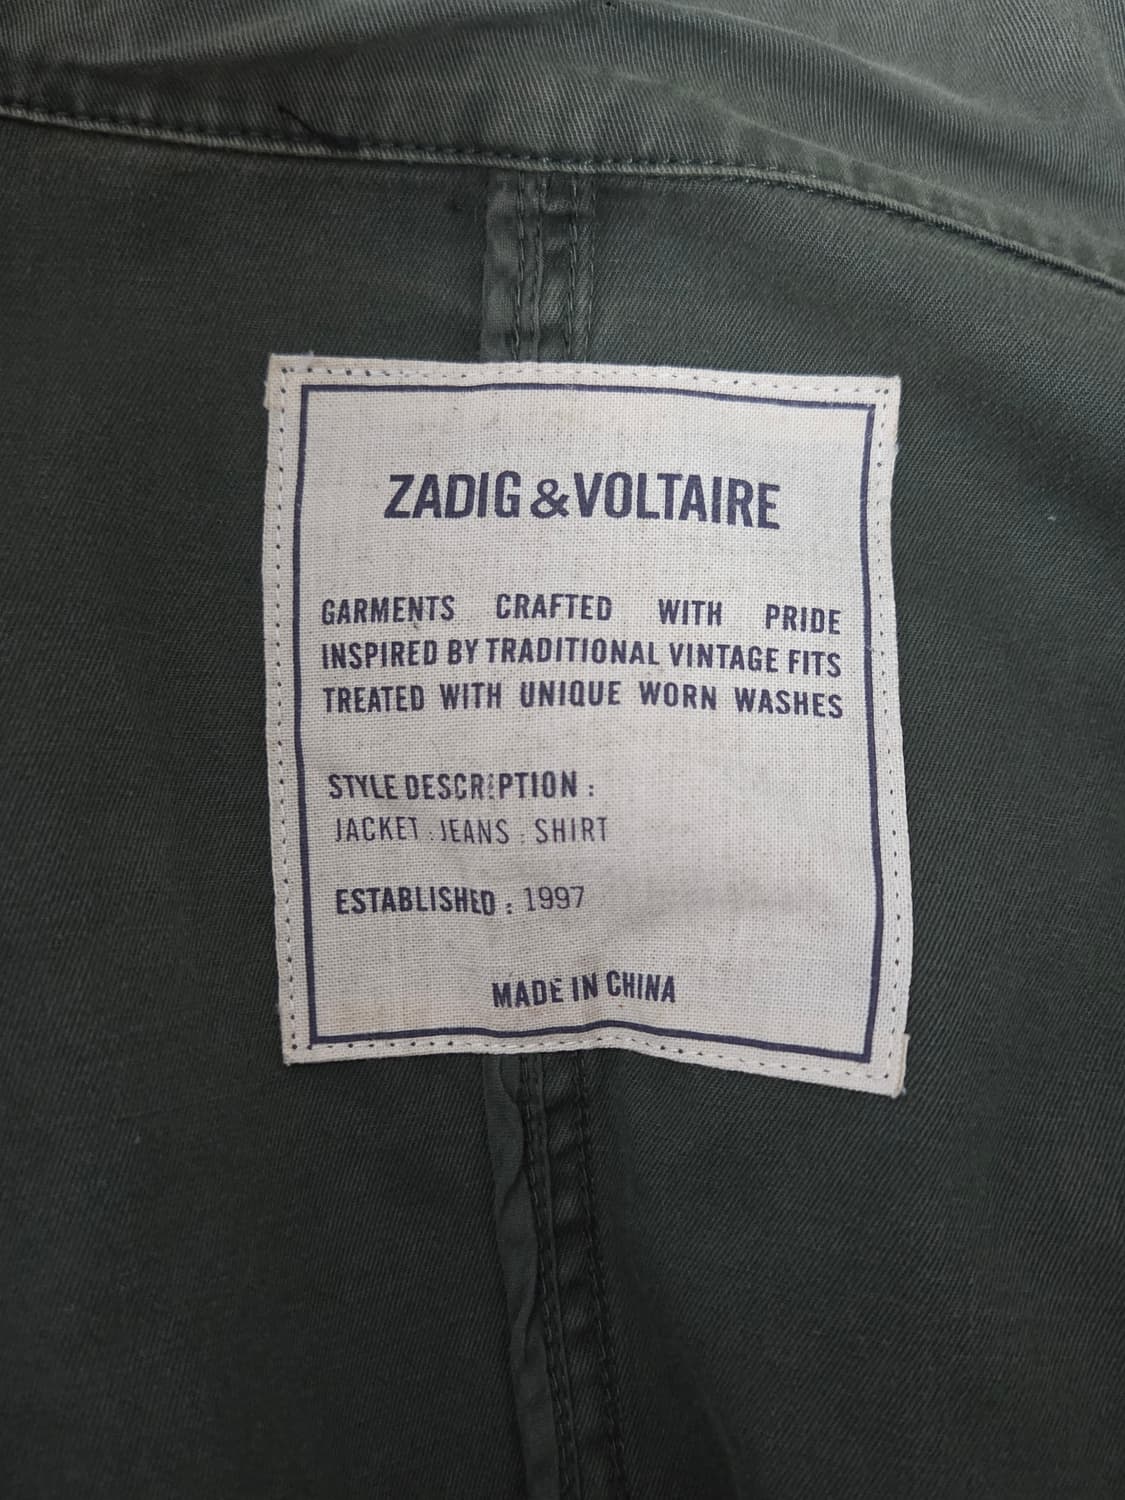 ZADIG & VOLTAIRE
GARMENTS CRAFTED WITH PRIDE
INSPIRED BY TRADITIONAL VINTAGE FITS
TREATED WITH UNIQUE WORN WASHES
STYLE DESCRIPTION :
JACKET . JEANS . SHIRT
ESTABLISHED : 1997
MADE IN CHINA